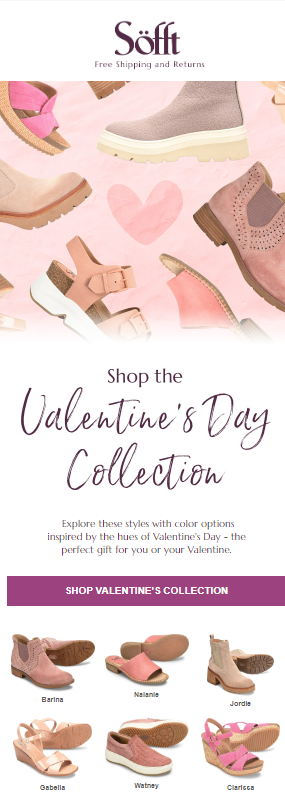 Söfft
Free Shipping and Returns
Shop the
Valentine's Day
Collection
Explore these styles with color options
inspired by the hues of Valentine's Day - the
perfect gift for you or your Valentine.
SHOP VALENTINE'S COLLECTION
Barina
Nalanie
Jordie
Gabella
Watney
Clarissa